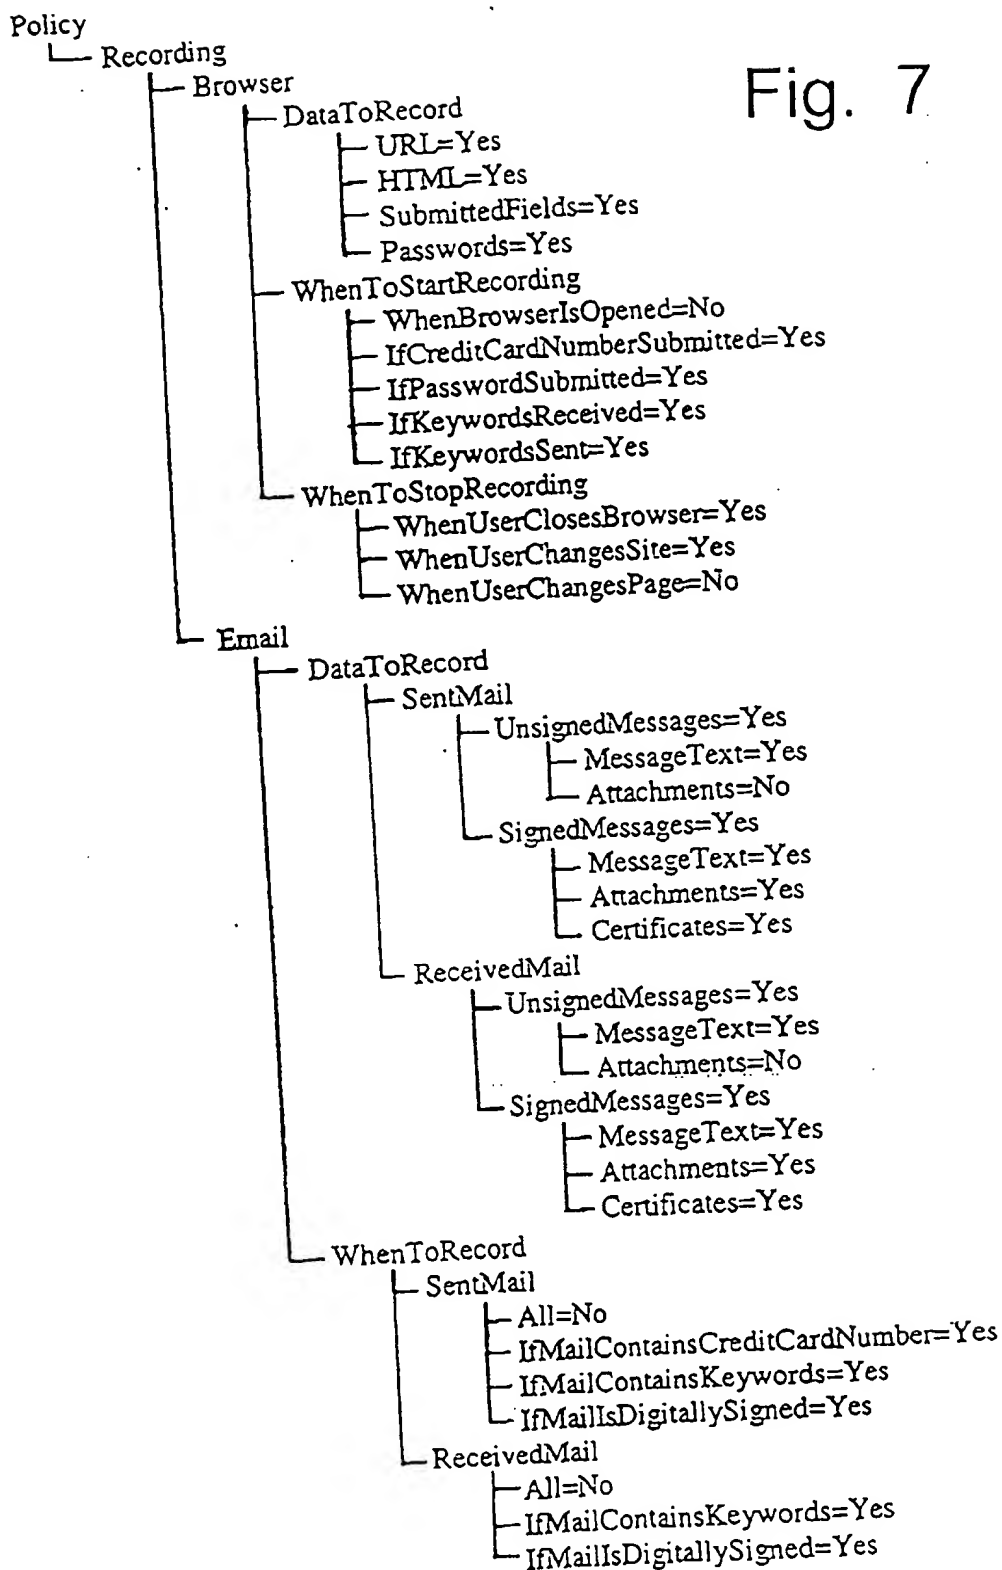 Policy
Recording
Browser
Fig. 7
DataToRecord
URL=Yes
HTML=Yes
SubmittedFields=Yes
Passwords=Yes
WhenToStartRecording
WhenBrowserIsOpened=No
IfCreditCardNumberSubmitted=Yes
IfPasswordSubmitted=Yes
IfKeywordsReceived=Yes
IfKeywordsSent=Yes
WhenToStopRecording
WhenUserClosesBrowser=Yes
WhenUserChangesSite=Yes
WhenUserChangesPage=No
Email
DataToRecord
SentMail
UnsignedMessages=Yes
MessageText=Yes
Attachments=No
SignedMessages=Yes
MessageText=Yes
Attachments=Yes
Certificates=Yes
ReceivedMail
UnsignedMessages=Yes
MessageText=Yes
Attachments=No
SignedMessages=Yes
MessageText=Yes
Attachments=Yes
Certificates=Yes
WhenToRecord
SentMail
All=No
IfMailContainsCreditCardNumber=Yes
IfMailContainsKeywords=Yes
IfMailIsDigitallySigned=Yes
ReceivedMail
All=No
IfMailContainsKeywords=Yes
IfMailIsDigitallySigned=Yes